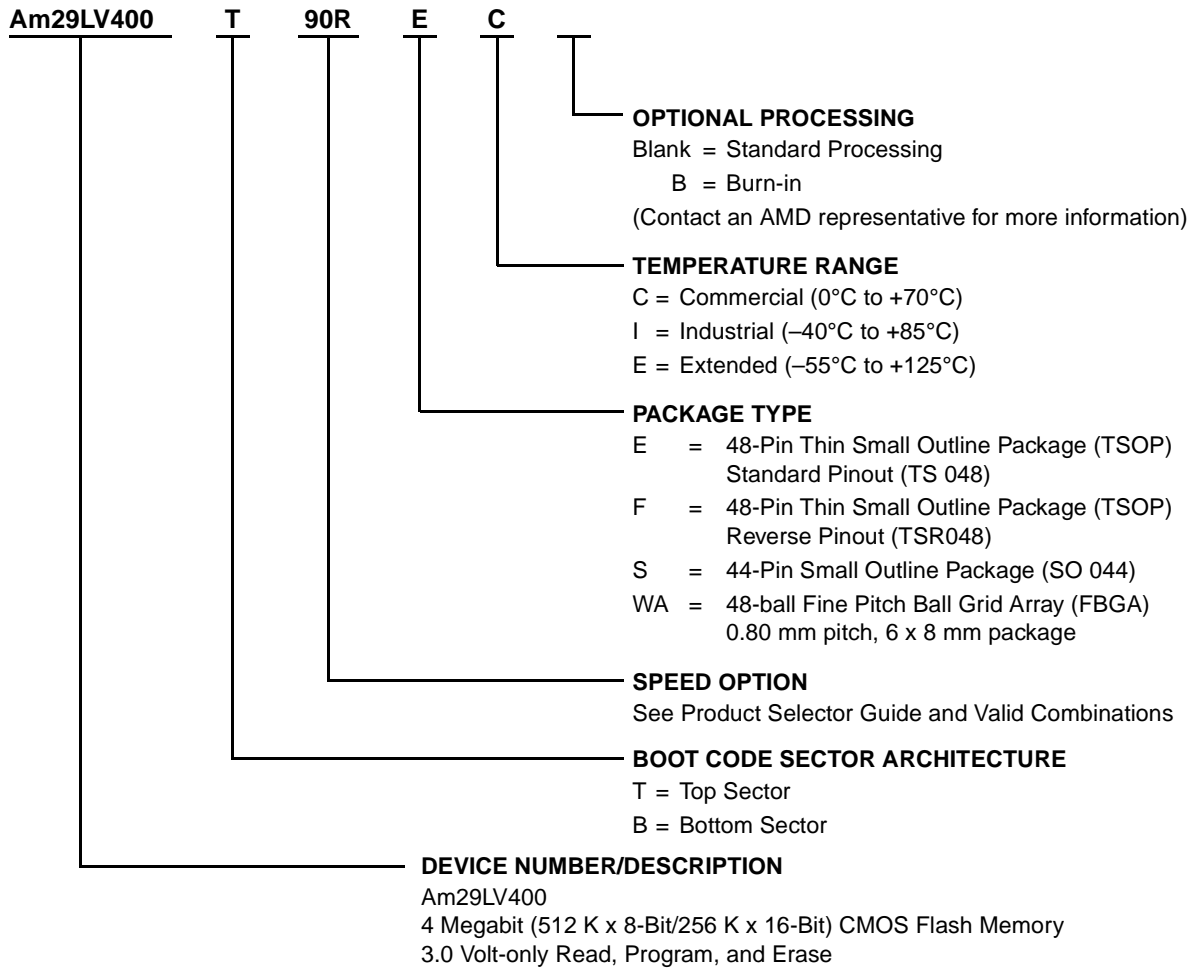 Am29LV400 T 90R E C
OPTIONAL PROCESSING
Blank = Standard Processing
B = Burn-in
(Contact an AMD representative for more information)
TEMPERATURE RANGE
C = Commercial (0°C to +70°C)
I = Industrial (–40°C to +85°C)
E = Extended (–55°C to +125°C)
PACKAGE TYPE
E = 48-Pin Thin Small Outline Package (TSOP)
Standard Pinout (TS 048)
F = 48-Pin Thin Small Outline Package (TSOP)
Reverse Pinout (TSR048)
S = 44-Pin Small Outline Package (SO 044)
WA = 48-ball Fine Pitch Ball Grid Array (FBGA)
0.80 mm pitch, 6 x 8 mm package
SPEED OPTION
See Product Selector Guide and Valid Combinations
BOOT CODE SECTOR ARCHITECTURE
T = Top Sector
B = Bottom Sector
DEVICE NUMBER/DESCRIPTION
Am29LV400
4 Megabit (512 K x 8-Bit/256 K x 16-Bit) CMOS Flash Memory
3.0 Volt-only Read, Program, and Erase